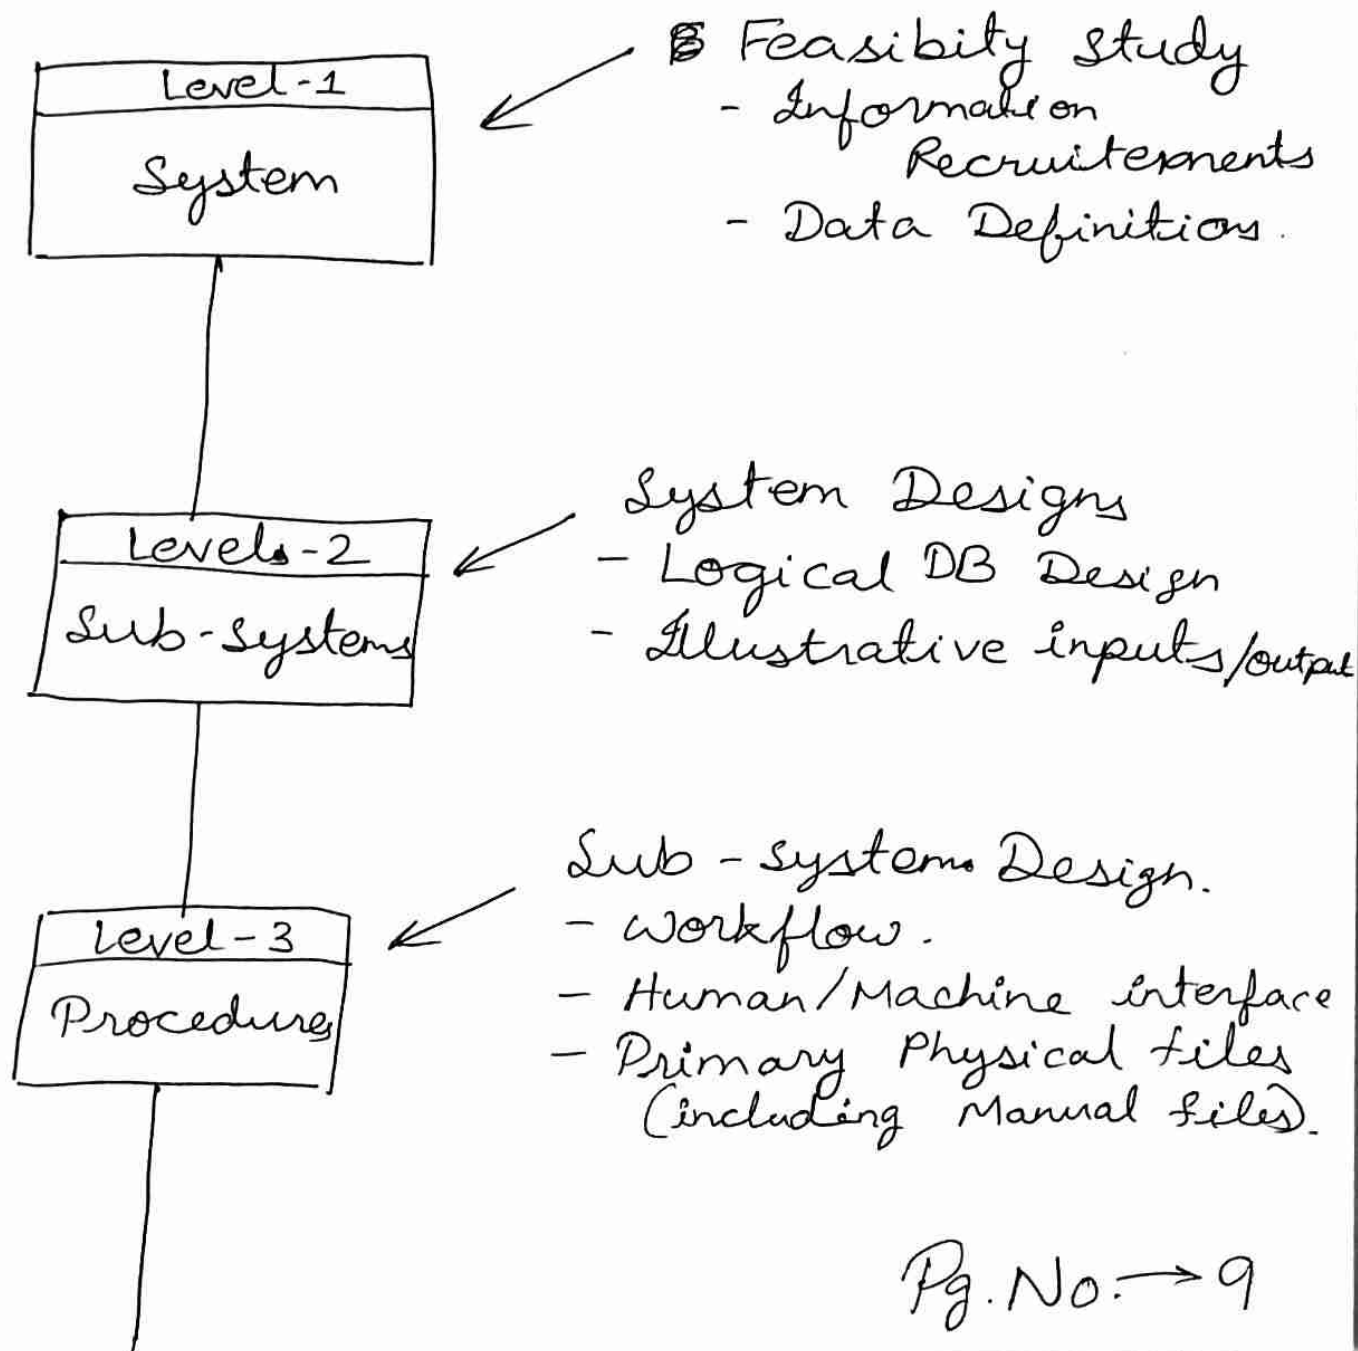 Level-1
System
Feasibity Study
- Information
Recruitements
- Data Definitions.
Levels-2
Sub-Systems
System Designs
- Logical DB Design
- Illustrative inputs/output
Level-3
Procedures
Sub-system Design.
- Workflow.
- Human/Machine interface
- Primary Physical files
(including Manual files).
Pg. No. → 9